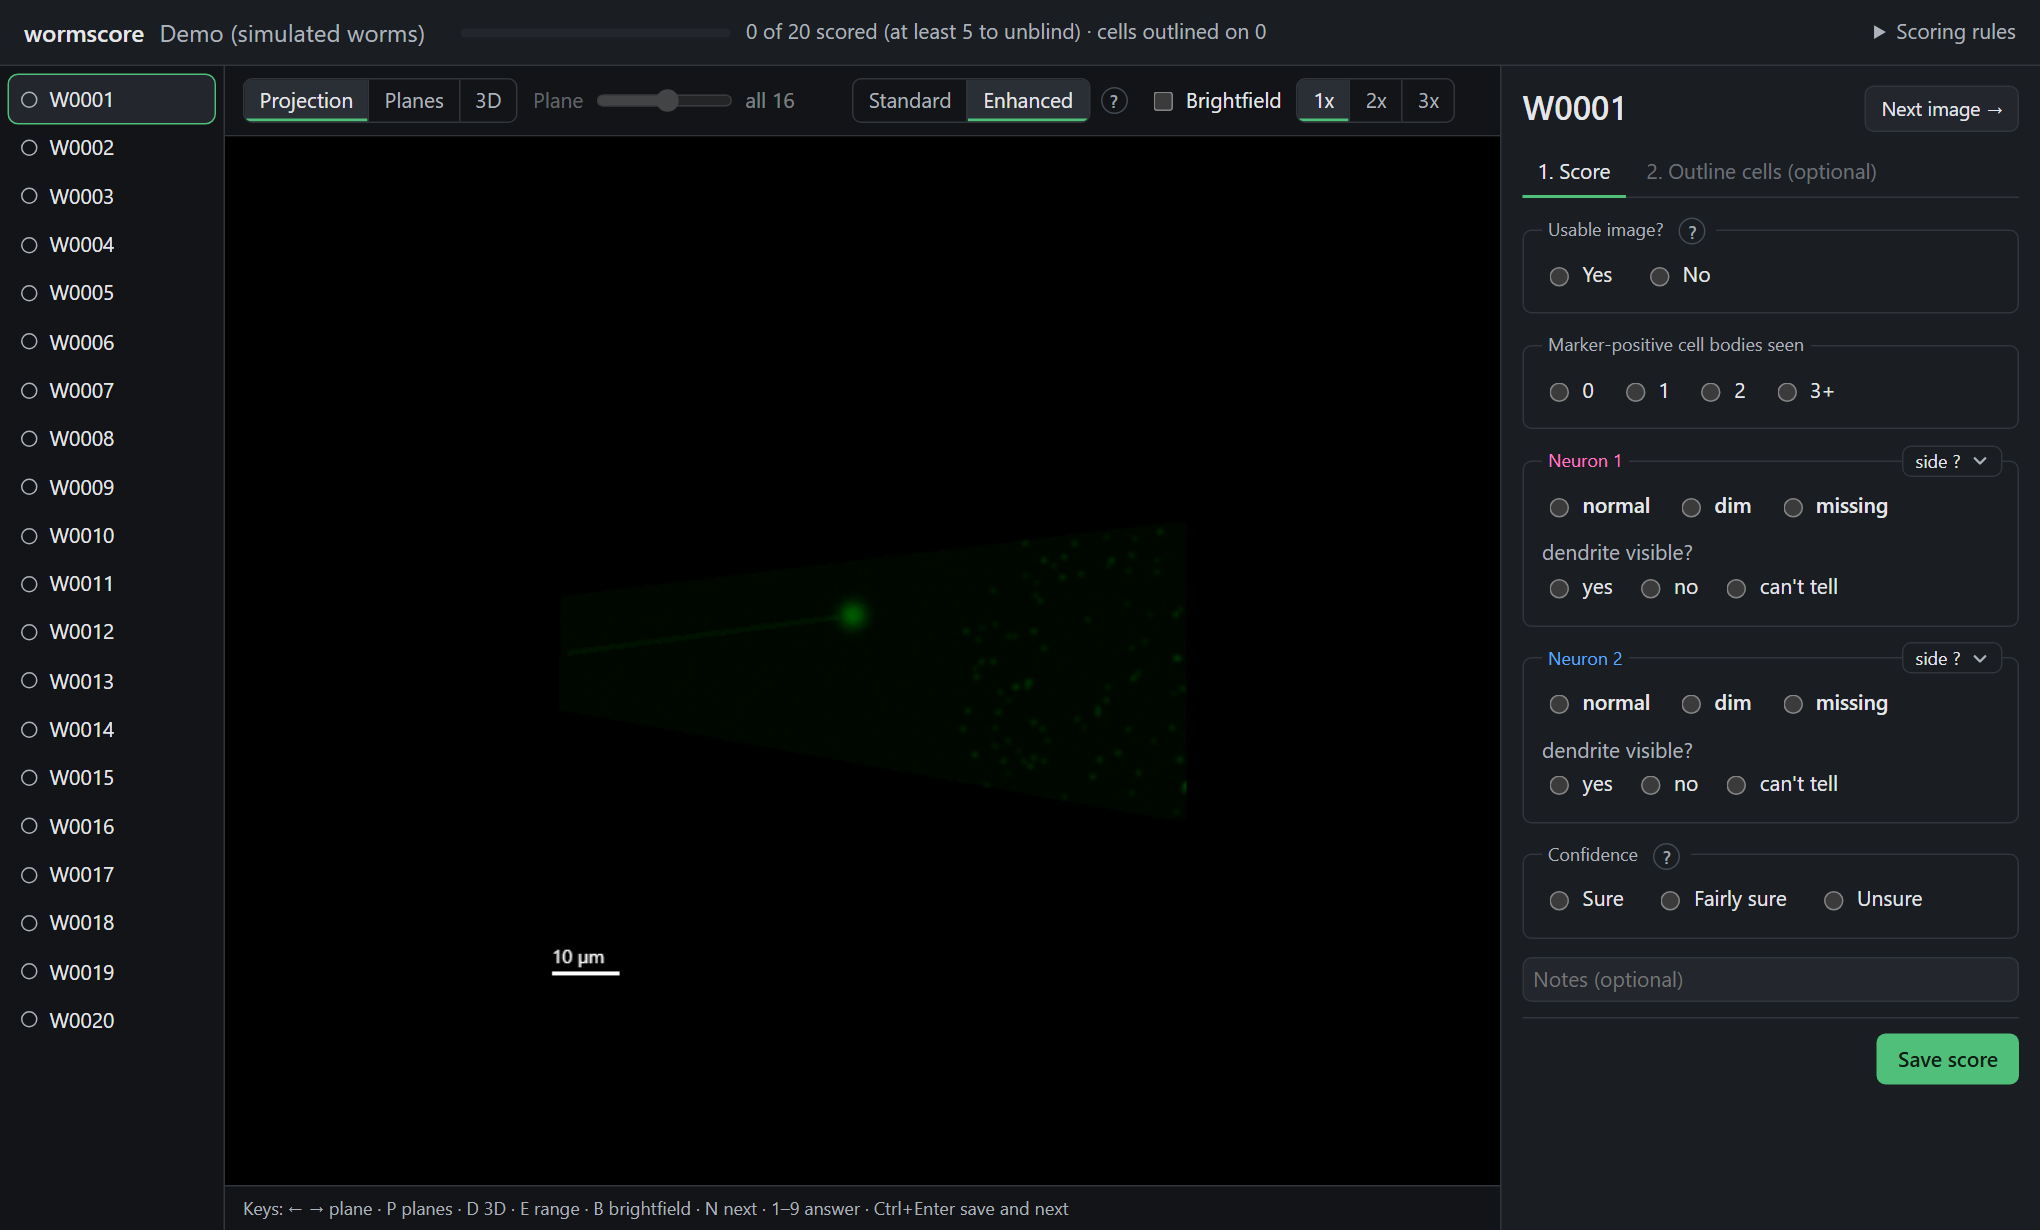 wormscore Demo (simulated worms) 0 of 20 scored (at least 5 to unblind) · cells outlined on 0 ▶ Scoring rules
W0001
W0002
W0003
W0004
W0005
W0006
W0007
W0008
W0009
W0010
W0011
W0012
W0013
W0014
W0015
W0016
W0017
W0018
W0019
W0020
Projection Planes 3D Plane all 16 Standard Enhanced ? Brightfield 1x 2x 3x
10 µm
Keys: ← → plane · P planes · D 3D · E range · B brightfield · N next · 1–9 answer · Ctrl+Enter save and next
W0001 Next image →
1. Score 2. Outline cells (optional)
Usable image? ?
Yes No
Marker-positive cell bodies seen
0 1 2 3+
Neuron 1 side ?
normal dim missing
dendrite visible?
yes no can't tell
Neuron 2 side ?
normal dim missing
dendrite visible?
yes no can't tell
Confidence ?
Sure Fairly sure Unsure
Notes (optional)
Save score